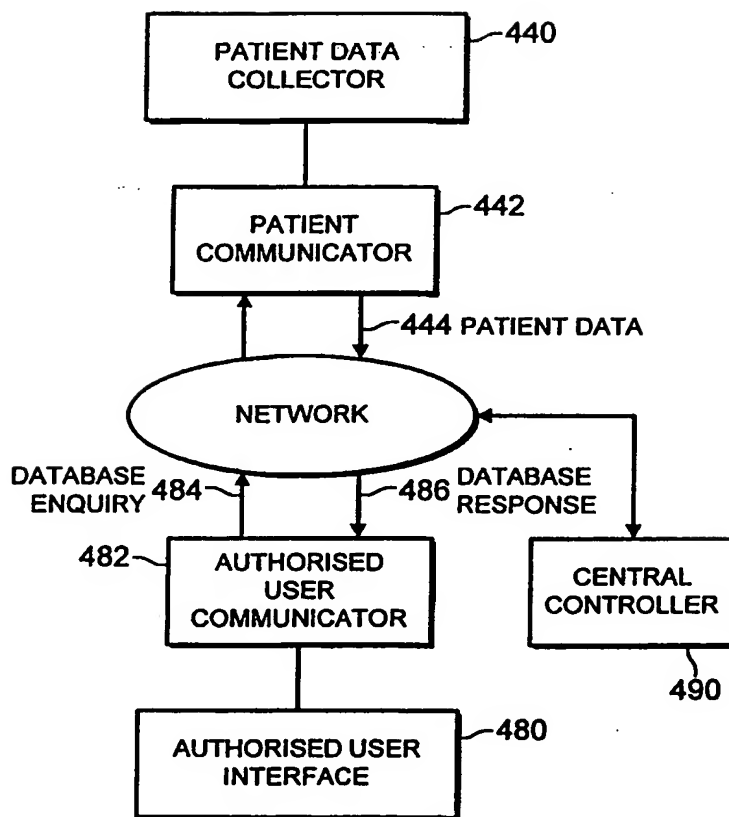 PATIENT DATA
COLLECTOR
440
PATIENT
COMMUNICATOR
442
444 PATIENT DATA
NETWORK
DATABASE
ENQUIRY
484
486
DATABASE
RESPONSE
482
AUTHORISED
USER
COMMUNICATOR
CENTRAL
CONTROLLER
490
AUTHORISED USER
INTERFACE
480